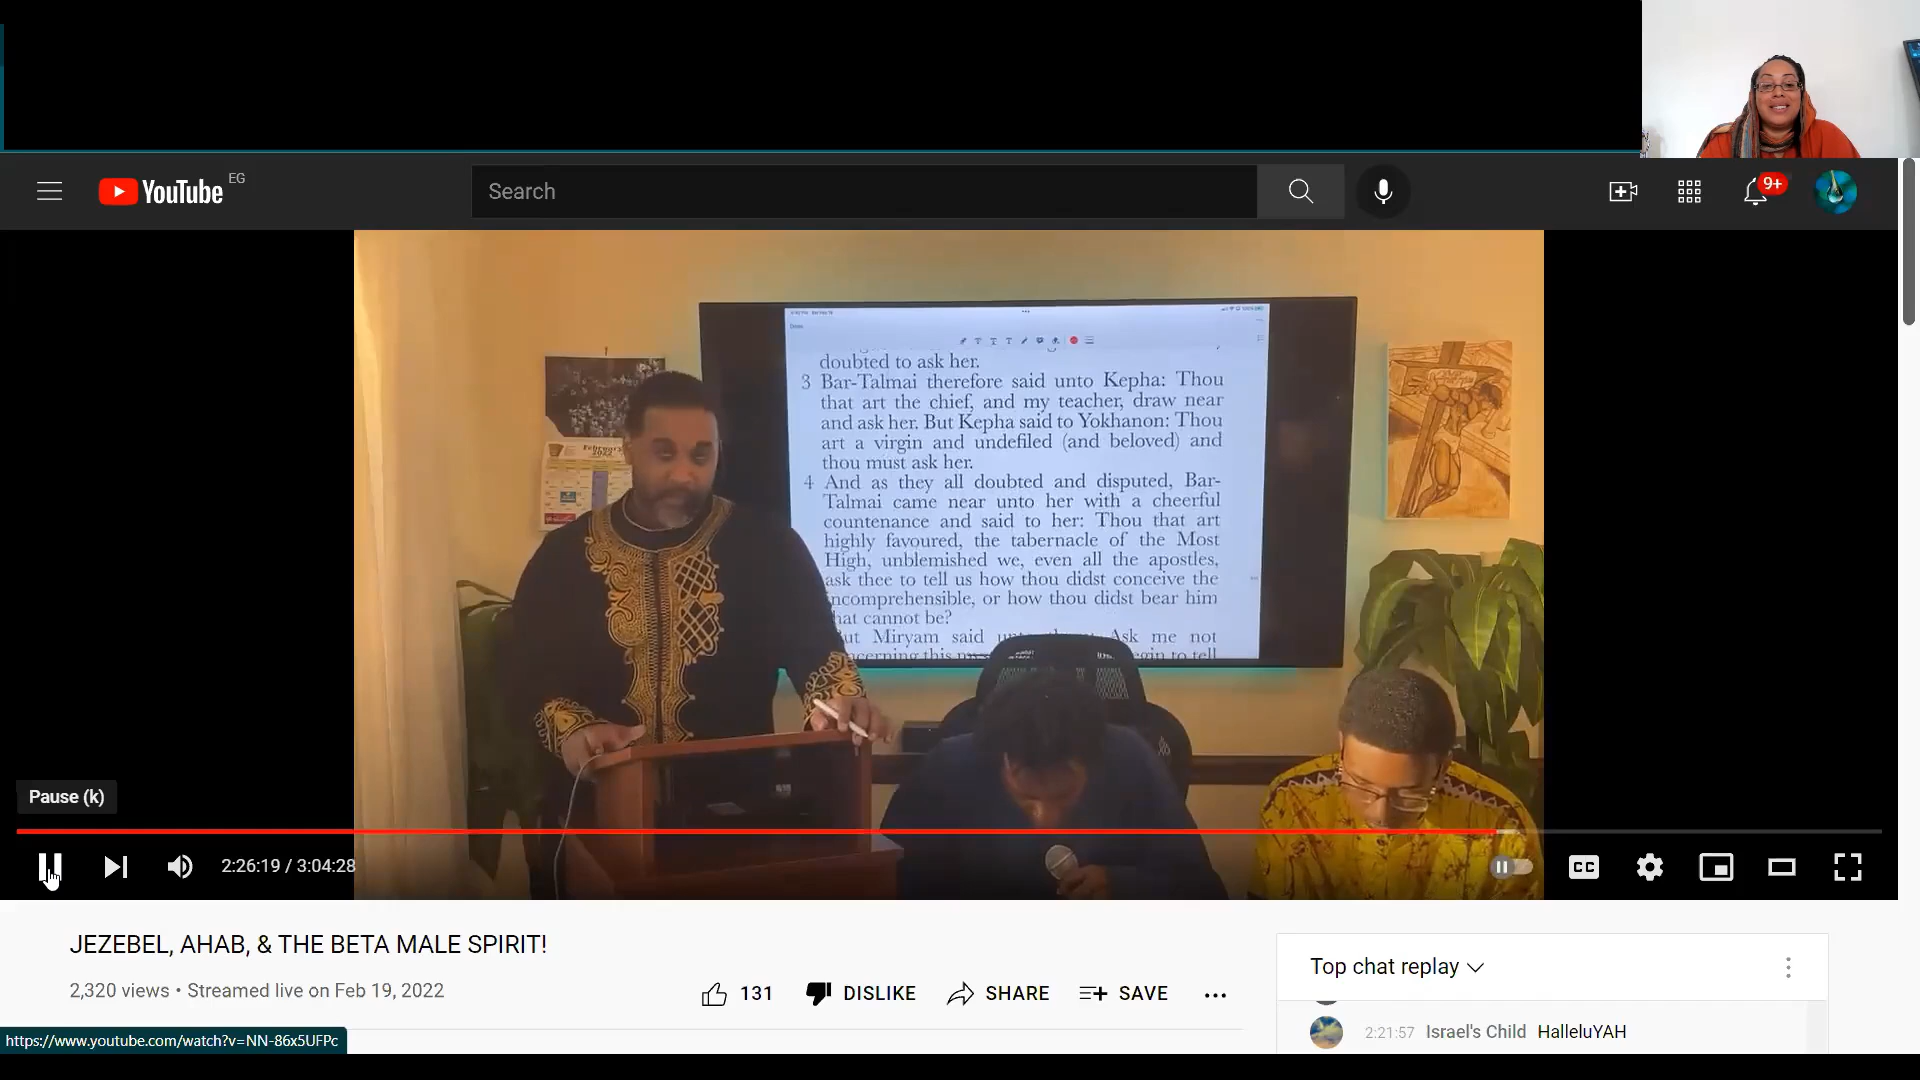 YouTube
EG
Search
9+
February
2022
doubted to ask her.
3 Bar-Talmai therefore said unto Kepha: Thou
that art the chief, and my teacher, draw near
and ask her. But Kepha said to Yokhanon: Thou
art a virgin and undefiled (and beloved) and
thou must ask her.
4 And as they all doubted and disputed, Bar-
Talmai came near unto her with a cheerful
countenance and said to her: Thou that art
highly favoured, the tabernacle of the Most
High, unblemished we, even all the apostles,
ask thee to tell us how thou didst conceive the
incomprehensible, or how thou didst bear him
that cannot be?
But Miryam said Ask me not
this to tell
Pause (k)
2:26:19 / 3:04:28
CC
JEZEBEL, AHAB, & THE BETA MALE SPIRIT!
2,320 views • Streamed live on Feb 19, 2022
131
DISLIKE
SHARE
SAVE
Top chat replay
2:21:57 Israel's Child HalleluYAH
https://www.youtube.com/watch?v=NN-86x5UFPc